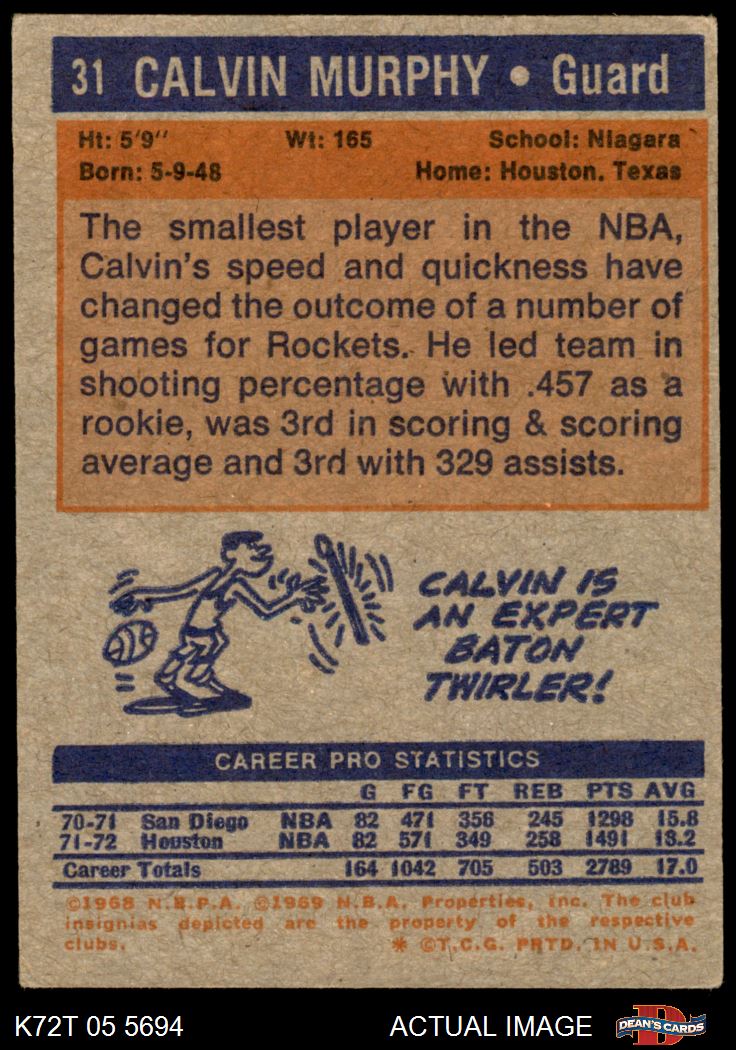 31 CALVIN MURPHY • Guard
Ht: 5'9" Wt: 165 School: Niagara
Born: 5-9-48 Home: Houston, Texas
The smallest player in the NBA,
Calvin's speed and quickness have
changed the outcome of a number of
games for Rockets. He led team in
shooting percentage with .457 as a
rookie, was 3rd in scoring & scoring
average and 3rd with 329 assists.
CALVIN IS
AN EXPERT
BATON
TWIRLER!
CAREER PRO STATISTICS
G FG FT REB PTS AVG
70-71 San Diego NBA 82 471 356 245 1298 15.8
71-72 Houston NBA 82 571 349 258 1491 18.2
Career Totals 164 1042 705 503 2789 17.0
©1968 N.B.P.A. ©1969 N.B.A. Properties, Inc. The club
insignias depicted are the property of the respective
clubs. * ©T.C.G. PRTD. IN U.S.A.
K72T 05 5694 ACTUAL IMAGE DEAN'S CARDS